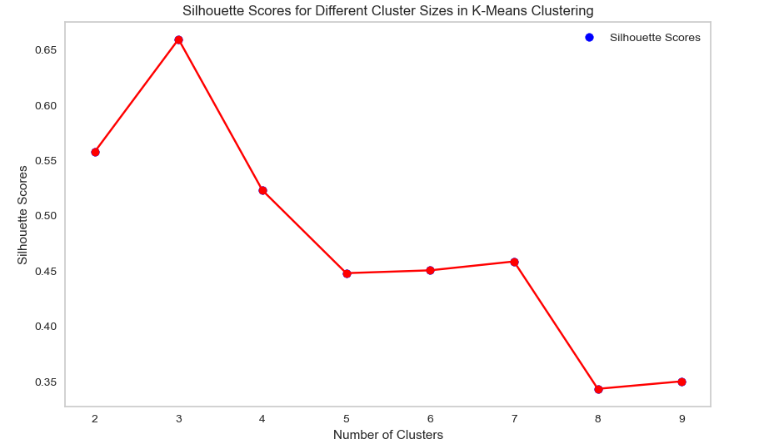 Silhouette Scores for Different Cluster Sizes in K-Means Clustering
Silhouette Scores
0.65
0.60
0.55
0.50
0.45
0.40
0.35
Silhouette Scores
2 3 4 5 6 7 8 9
Number of Clusters